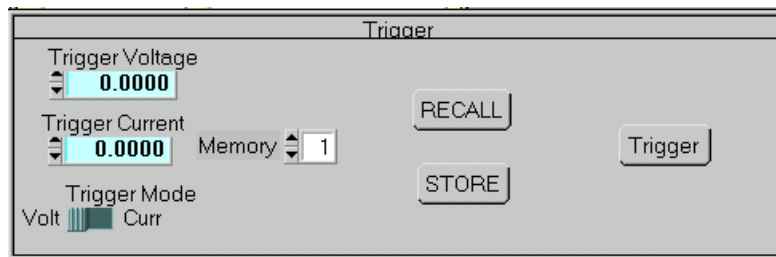 Trigger
Trigger Voltage
0.0000
Trigger Current
0.0000
Memory 1
Trigger Mode
Volt Curr
RECALL
STORE
Trigger